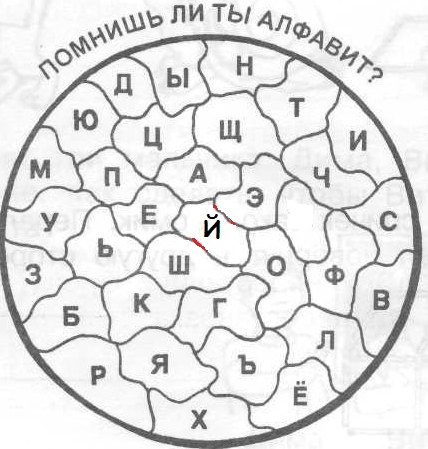 ПОМНИШЬ ЛИ ТЫ АЛФАВИТ?
Д Ы Н
Ю Ц Щ Т
И
М П А Ч
У Е Э С
Й
З Ь Ш О Ф
Б К Г В
Л
Р Я Ъ
Х Ё